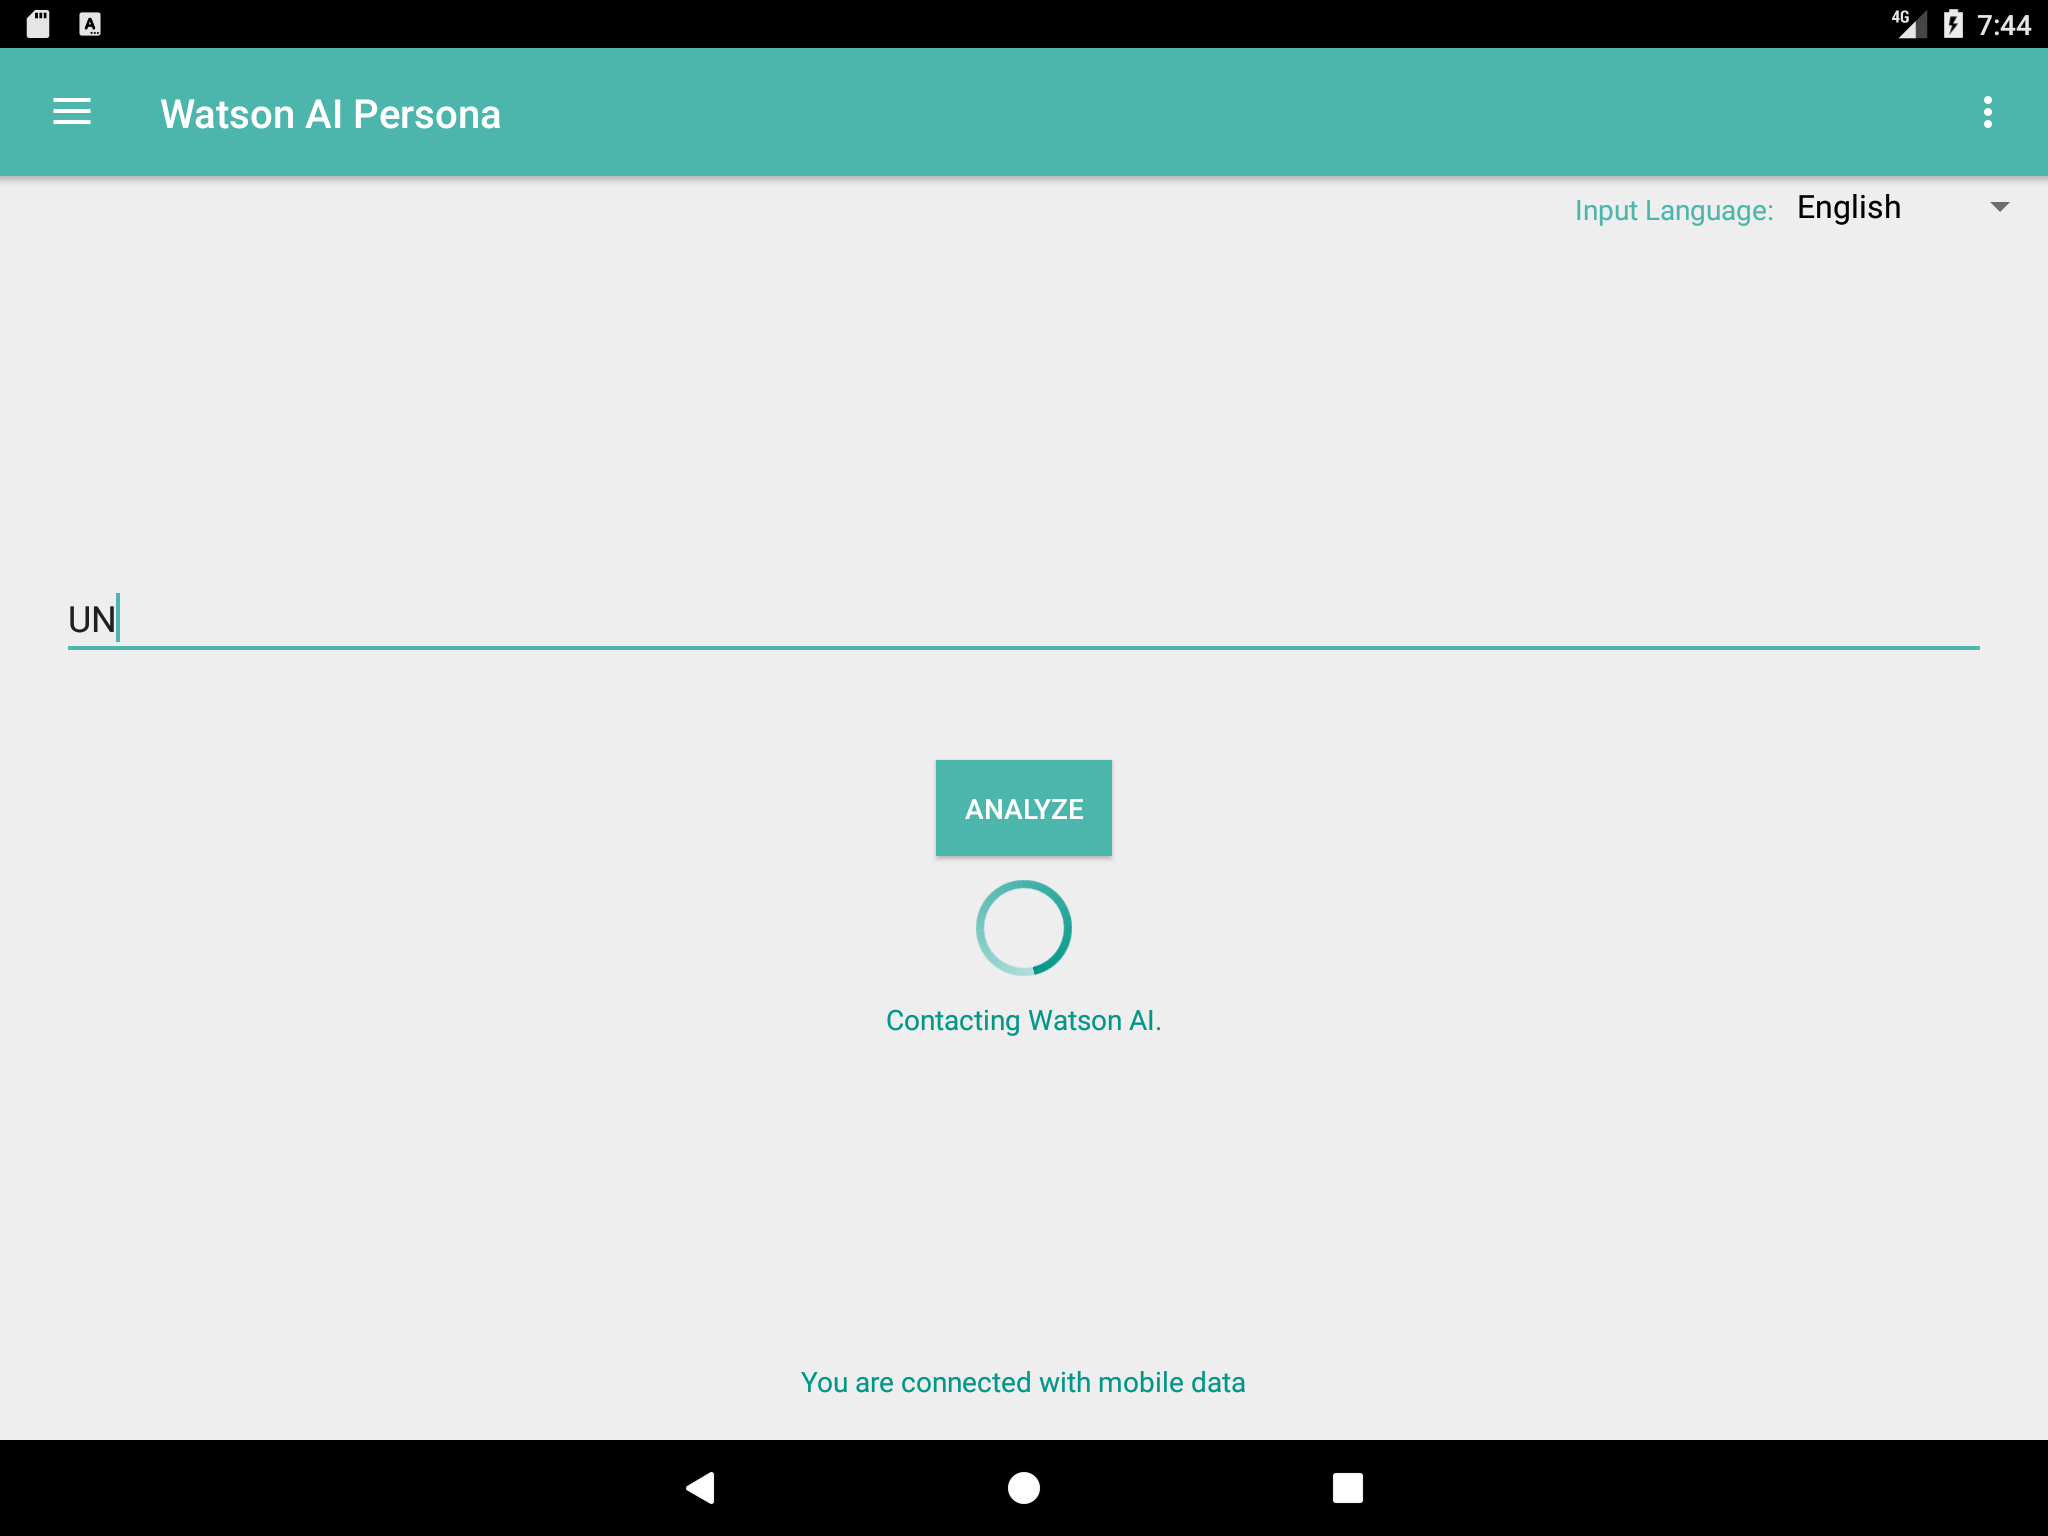 A
4G
7:44
Watson AI Persona
Input Language: English
UN
ANALYZE
Contacting Watson AI.
You are connected with mobile data